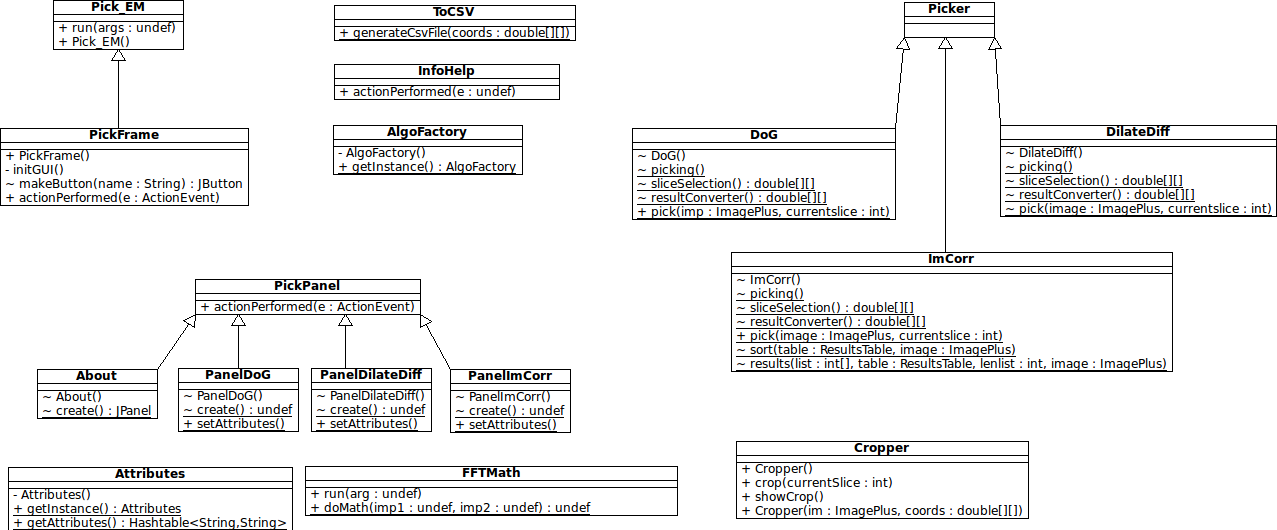 Pick_EM
+ run(args : undef)
+ Pick_EM()
ToCSV
+ generateCsvFile(coords : double[][])
Picker
InfoHelp
+ actionPerformed(e : undef)
PickFrame
+ PickFrame()
- initGUI()
~ makeButton(name : String) : JButton
+ actionPerformed(e : ActionEvent)
AlgoFactory
- AlgoFactory()
+ getInstance() : AlgoFactory
DoG
~ DoG()
~ picking()
~ sliceSelection() : double[][]
~ resultConverter() : double[][]
+ pick(imp : ImagePlus, currentslice : int)
DilateDiff
~ DilateDiff()
~ picking()
~ sliceSelection() : double[][]
~ resultConverter() : double[][]
~ pick(image : ImagePlus, currentslice : int)
ImCorr
~ ImCorr()
~ picking()
~ sliceSelection() : double[][]
~ resultConverter() : double[][]
+ pick(image : ImagePlus, currentslice : int)
~ sort(table : ResultsTable, image : ImagePlus)
~ results(list : int[], table : ResultsTable, lenlist : int, image : ImagePlus)
PickPanel
+ actionPerformed(e : ActionEvent)
About
~ About()
~ create() : JPanel
PanelDoG
~ PanelDoG()
~ create() : undef
+ setAttributes()
PanelDilateDiff
~ PanelDilateDiff()
~ create() : undef
+ setAttributes()
PanelImCorr
~ PanelImCorr()
~ create() : undef
+ setAttributes()
Attributes
- Attributes()
+ getInstance() : Attributes
+ getAttributes() : Hashtable<String,String>
FFTMath
+ run(arg : undef)
+ doMath(imp1 : undef, imp2 : undef) : undef
Cropper
+ Cropper()
+ crop(currentSlice : int)
+ showCrop()
+ Cropper(im : ImagePlus, coords : double[][])